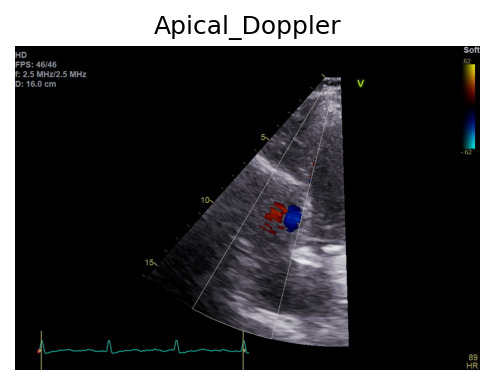 Apical_Doppler
HD
FPS: 46/46
f: 2.5 MHz/2.5 MHz
D: 16.0 cm
Soft
62
V
-62
5
10
15
89
HR